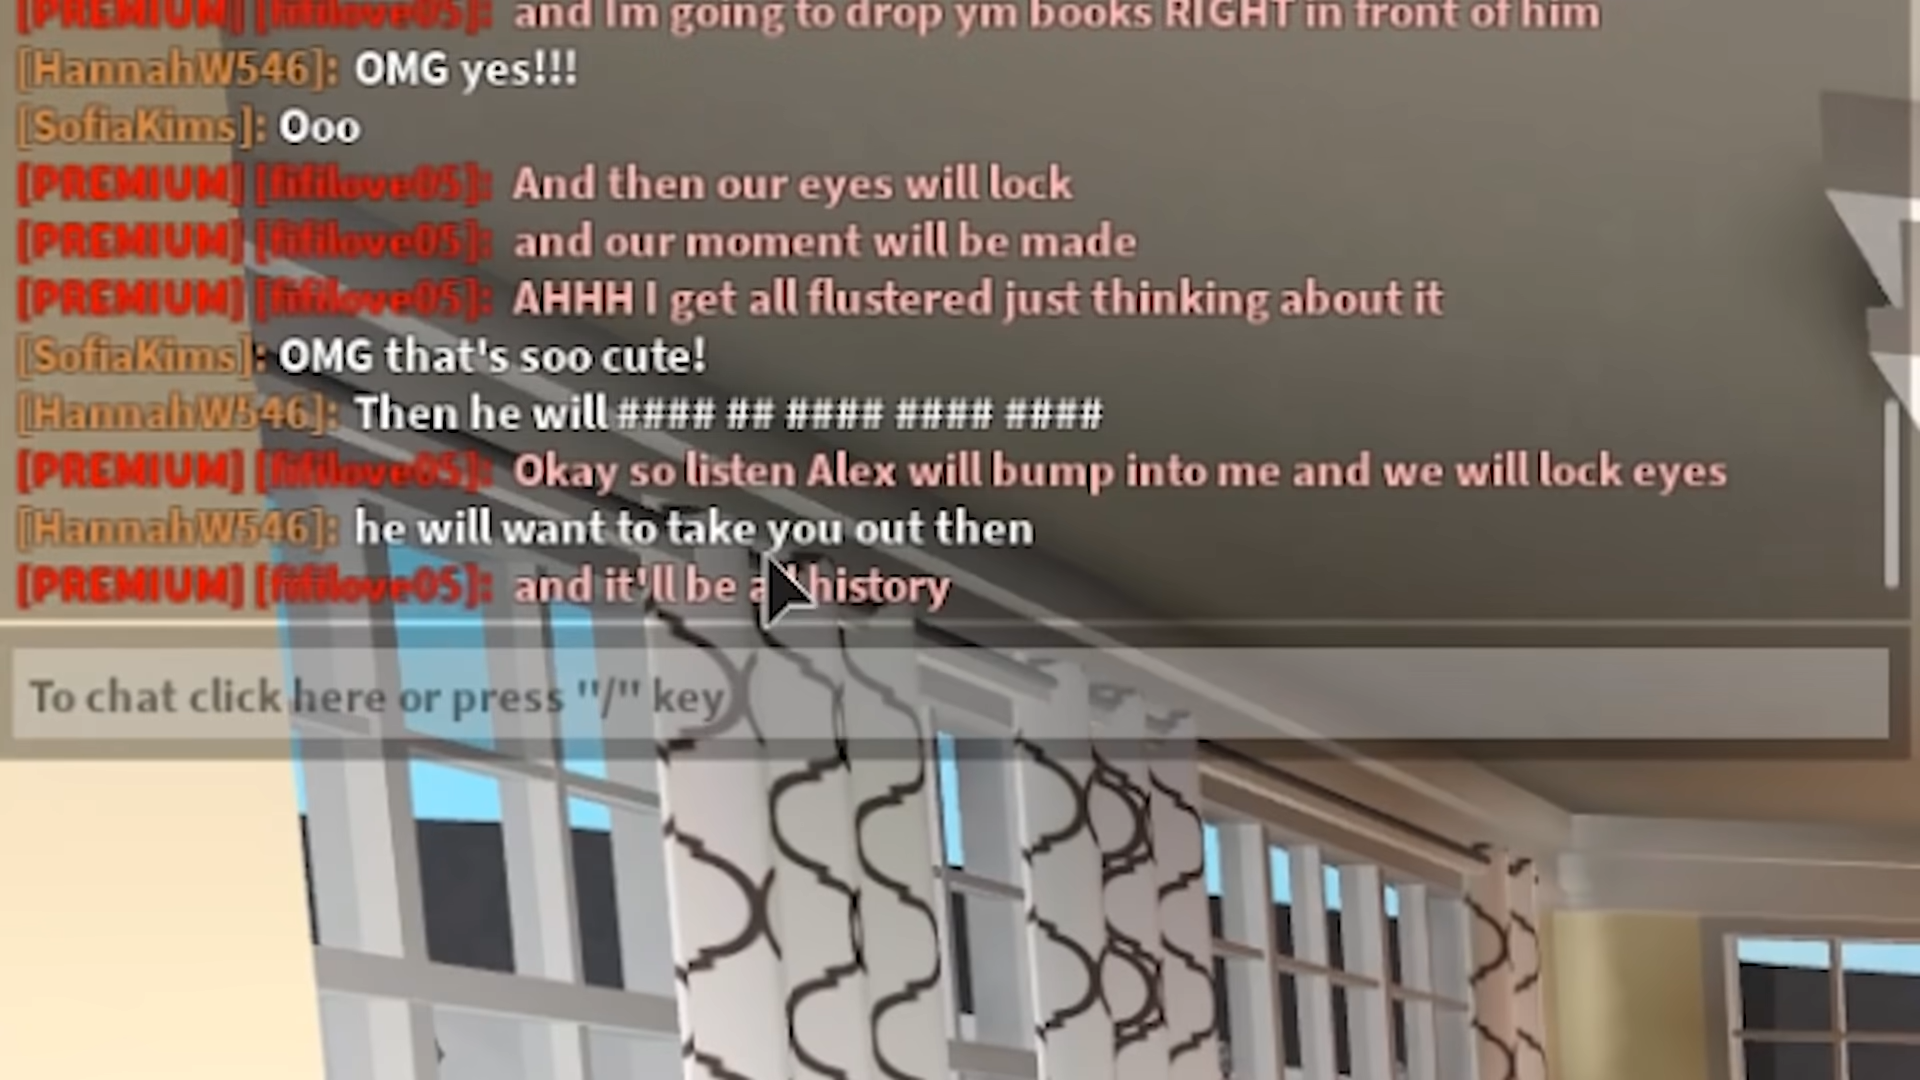 [PREMIUM] [fifilove05]: and Im going to drop ym books RIGHT in front of him
[HannahW546]: OMG yes!!!
[SofiaKims]: Ooo
[PREMIUM] [fifilove05]: And then our eyes will lock
[PREMIUM] [fifilove05]: and our moment will be made
[PREMIUM] [fifilove05]: AHHH I get all flustered just thinking about it
[SofiaKims]: OMG that's soo cute!
[HannahW546]: Then he will #### ## #### #### ####
[PREMIUM] [fifilove05]: Okay so listen Alex will bump into me and we will lock eyes
[HannahW546]: he will want to take you out then
[PREMIUM] [fifilove05]: and it'll be all history
To chat click here or press "/" key